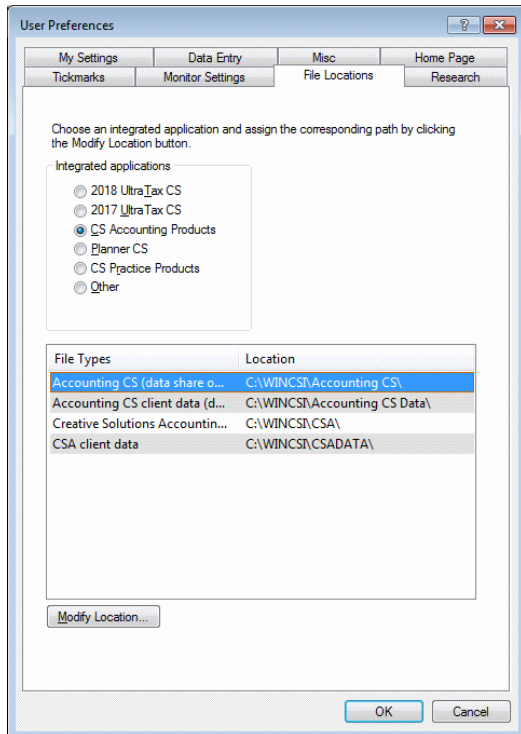 User Preferences
My Settings
Data Entry
Misc
Home Page
Tickmarks
Monitor Settings
File Locations
Research
Choose an integrated application and assign the corresponding path by clicking
the Modify Location button.
Integrated applications
2018 UltraTax CS
2017 UltraTax CS
CS Accounting Products
Planner CS
CS Practice Products
Other
File Types Location
Accounting CS (data share o... C:\WINCSI\Accounting CS\
Accounting CS client data (d... C:\WINCSI\Accounting CS Data\
Creative Solutions Accountin... C:\WINCSI\CSA\
CSA client data C:\WINCSI\CSADATA\
Modify Location...
OK
Cancel